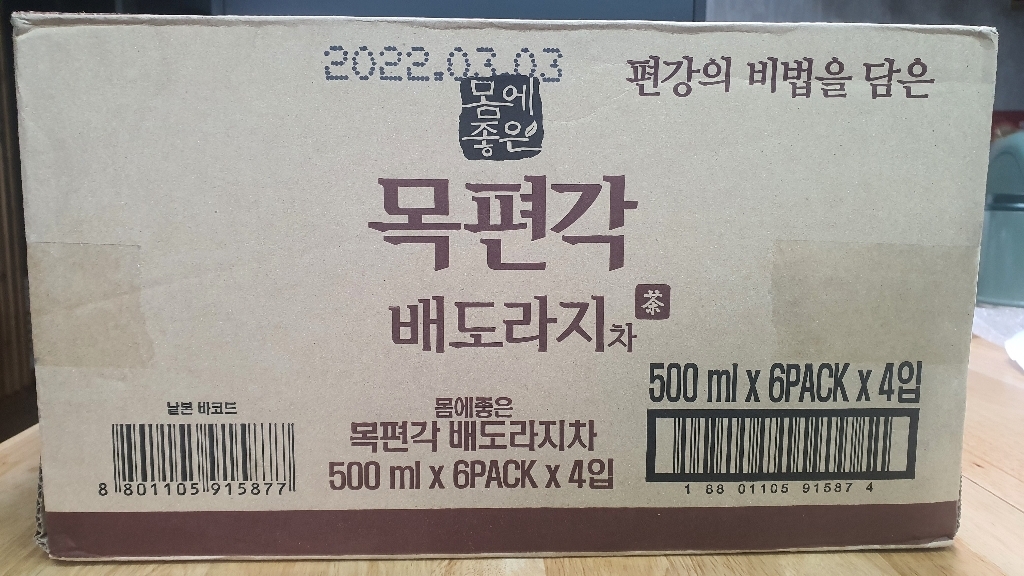 2022.03.03
편강의 비법을 담은
몸에
좋은
목편각
배도라지차
茶
500 ml x 6PACK x 4입
낱본 바코드
8 801105 915877
몸에좋은
목편각 배도라지차
500 ml x 6PACK x 4입
1 88 01105 91587 4